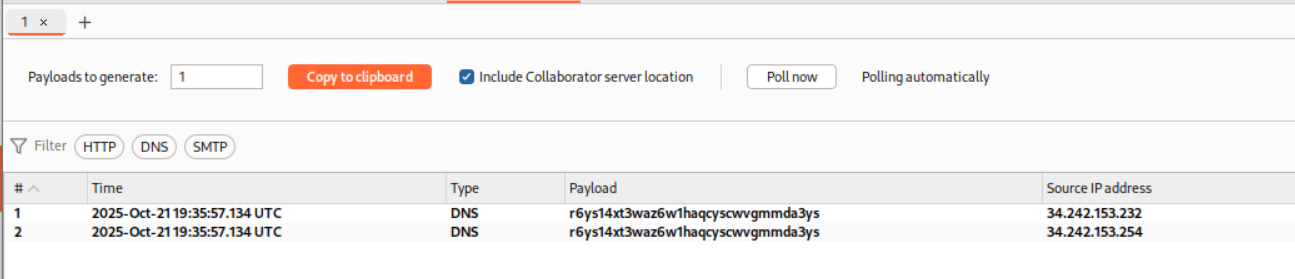 1 × +
Payloads to generate: 1 Copy to clipboard Include Collaborator server location Poll now Polling automatically
Filter HTTP DNS SMTP
# Time Type Payload Source IP address
1 2025-Oct-21 19:35:57.134 UTC DNS r6ys14xt3waz6w1haqcyscwvgmmda3ys 34.242.153.232
2 2025-Oct-21 19:35:57.134 UTC DNS r6ys14xt3waz6w1haqcyscwvgmmda3ys 34.242.153.254